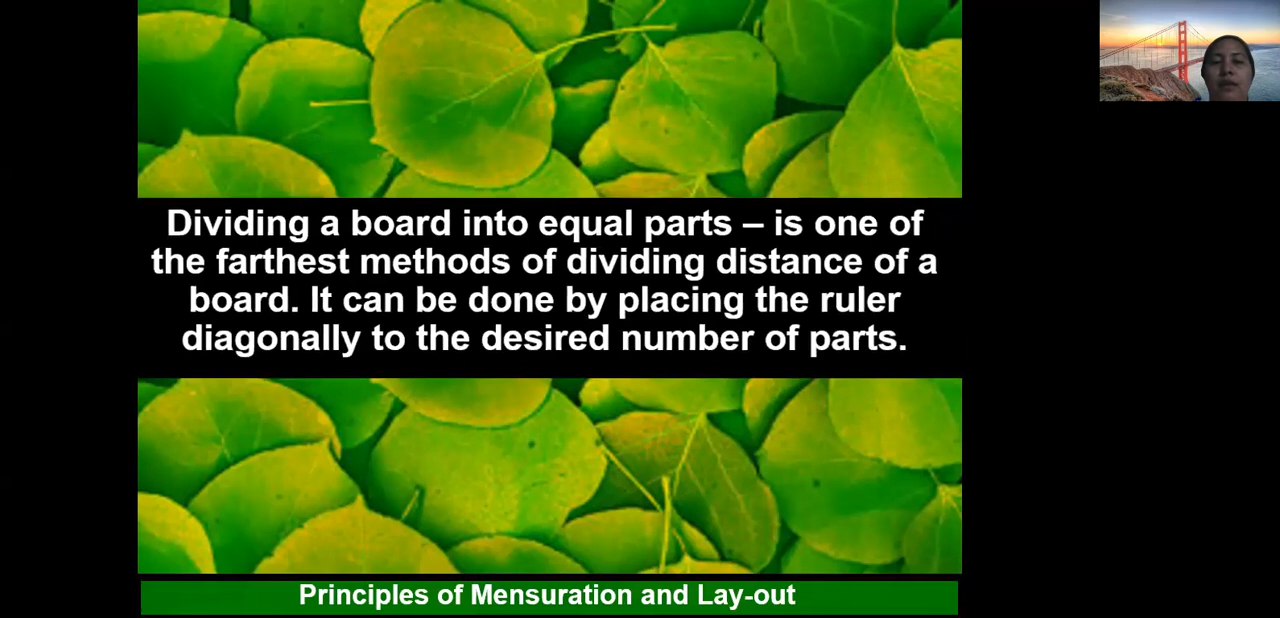 Dividing a board into equal parts – is one of
the farthest methods of dividing distance of a
board. It can be done by placing the ruler
diagonally to the desired number of parts.
Principles of Mensuration and Lay-out